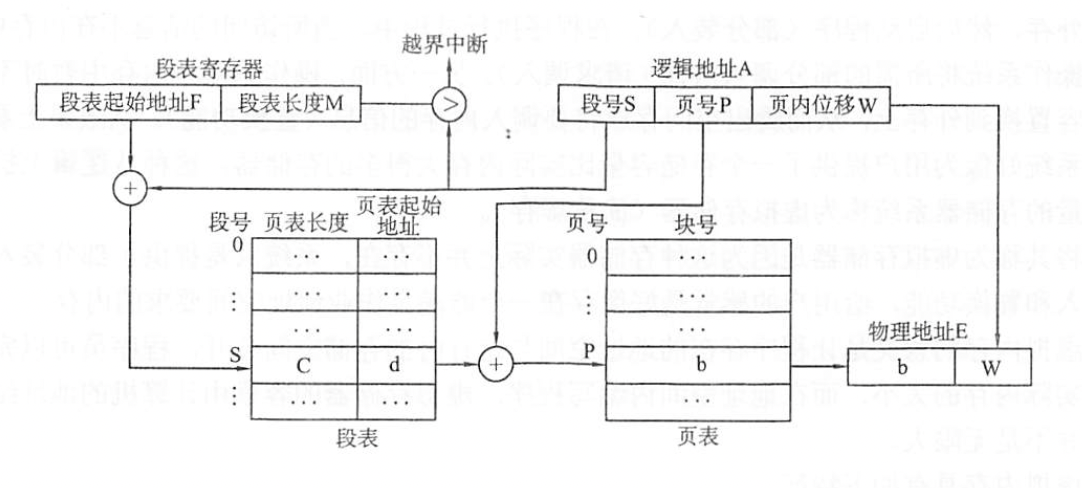 越界中断
段表寄存器
逻辑地址A
段表起始地址F 段表长度M
>
段号S 页号P 页内位移W
:
+
页表起始
段号 页表长度 地址
页号 块号
0
0
...
...
...
物理地址E
S C d
+
P b
b W
...
...
...
段表
页表